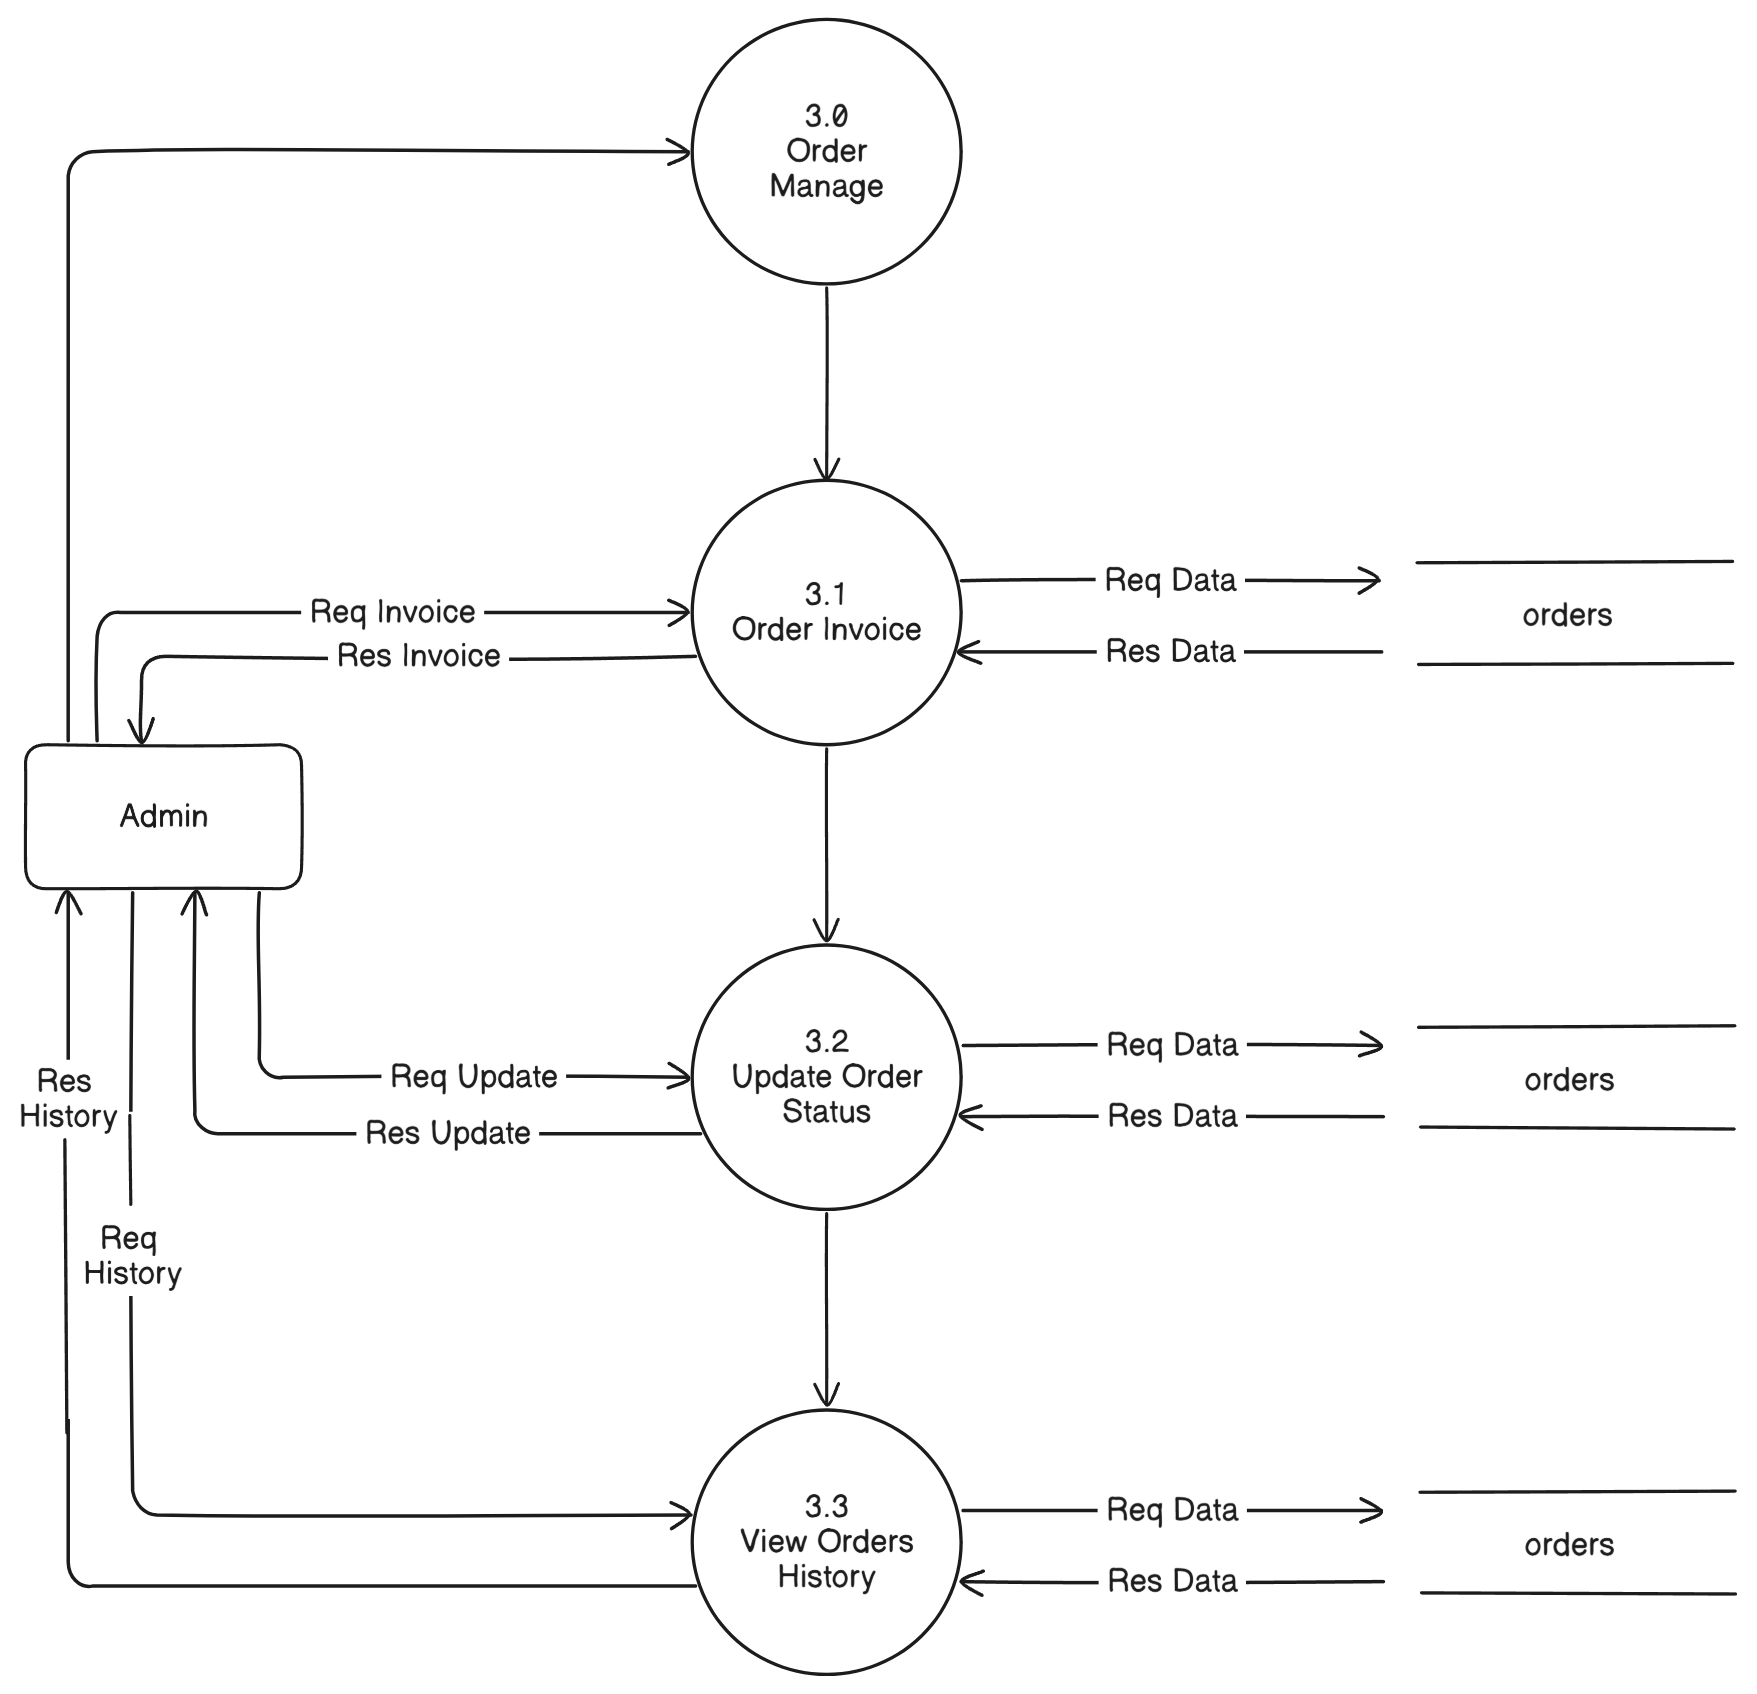 3.0
Order
Manage
3.1
Order Invoice
Req Invoice
Res Invoice
Req Data
Res Data
orders
Admin
3.2
Update Order
Status
Req Update
Res Update
Req Data
Res Data
orders
Res
History
Req
History
3.3
View Orders
History
Req Data
Res Data
orders